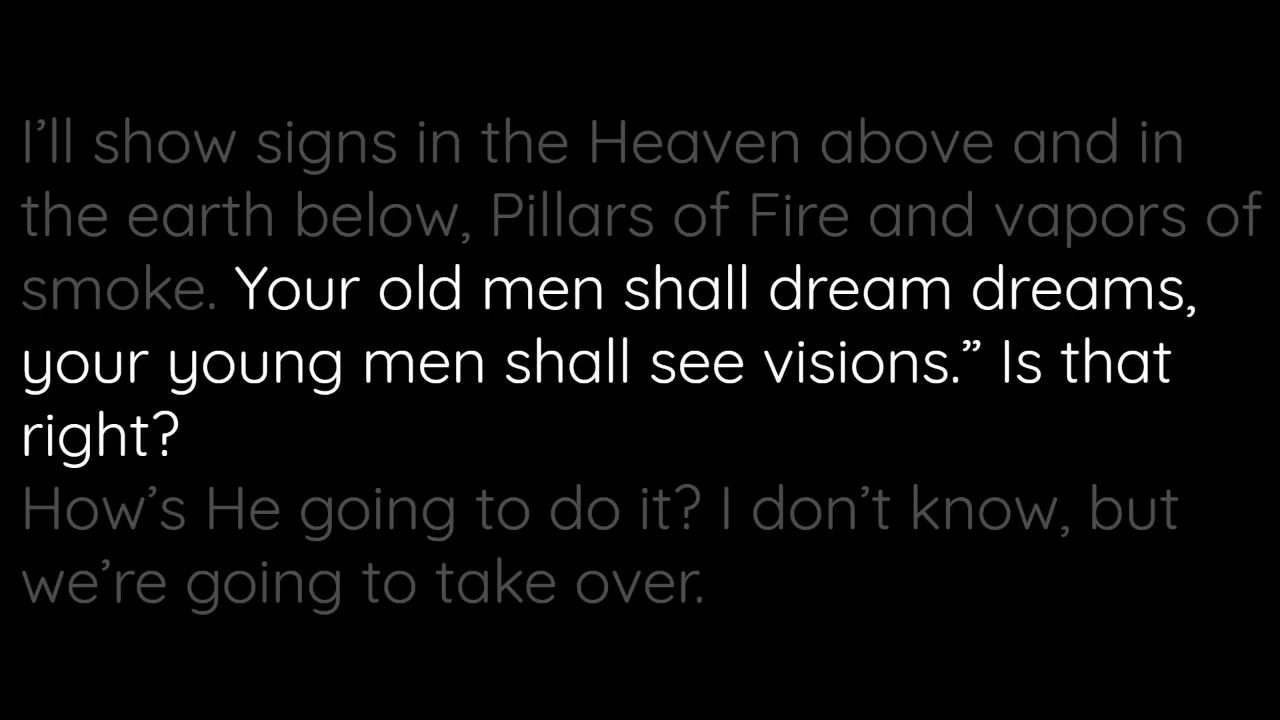 I’ll show signs in the Heaven above and in
the earth below, Pillars of Fire and vapors of
smoke. Your old men shall dream dreams,
your young men shall see visions.” Is that
right?
How’s He going to do it? I don’t know, but
we’re going to take over.